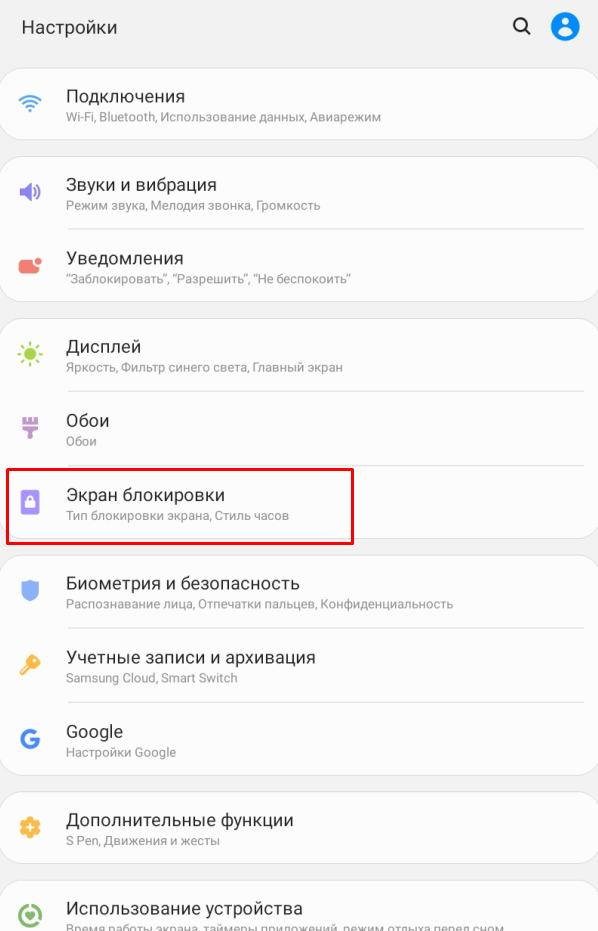 Настройки
Подключения
Wi-Fi, Bluetooth, Использование данных, Авиарежим
Звуки и вибрация
Режим звука, Мелодия звонка, Громкость
Уведомления
“Заблокировать”, “Разрешить”, “Не беспокоить”
Дисплей
Яркость, Фильтр синего света, Главный экран
Обои
Обои
Экран блокировки
Тип блокировки экрана, Стиль часов
Биометрия и безопасность
Распознавание лица, Отпечатки пальцев, Конфиденциальность
Учетные записи и архивация
Samsung Cloud, Smart Switch
Google
Настройки Google
Дополнительные функции
S Pen, Движения и жесты
Использование устройства
Время работы экрана, таймеры приложений, режим отдыха перед сном